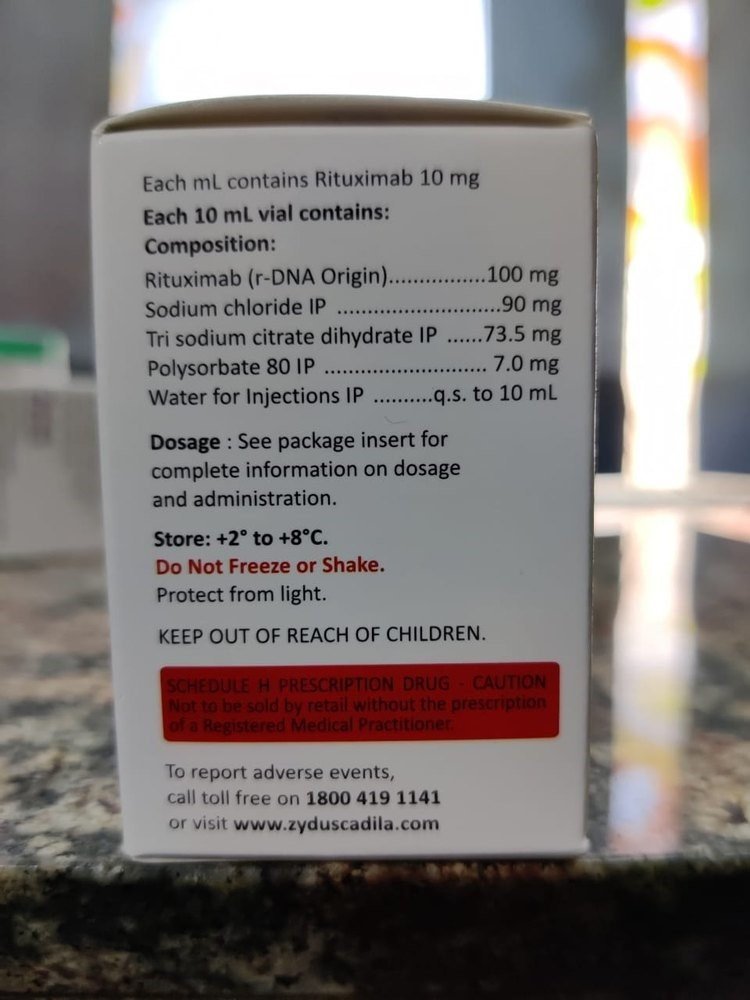 Each mL contains Rituximab 10 mg
Each 10 mL vial contains:
Composition:
Rituximab (r-DNA Origin)................100 mg
Sodium chloride IP ...........................90 mg
Tri sodium citrate dihydrate IP ......73.5 mg
Polysorbate 80 IP ........................... 7.0 mg
Water for Injections IP ..........q.s. to 10 mL
Dosage : See package insert for
complete information on dosage
and administration.
Store: +2° to +8°C.
Do Not Freeze or Shake.
Protect from light.
KEEP OUT OF REACH OF CHILDREN.
SCHEDULE H PRESCRIPTION DRUG - CAUTION
Not to be sold by retail without the prescription
of a Registered Medical Practitioner.
To report adverse events,
call toll free on 1800 419 1141
or visit www.zyduscadila.com